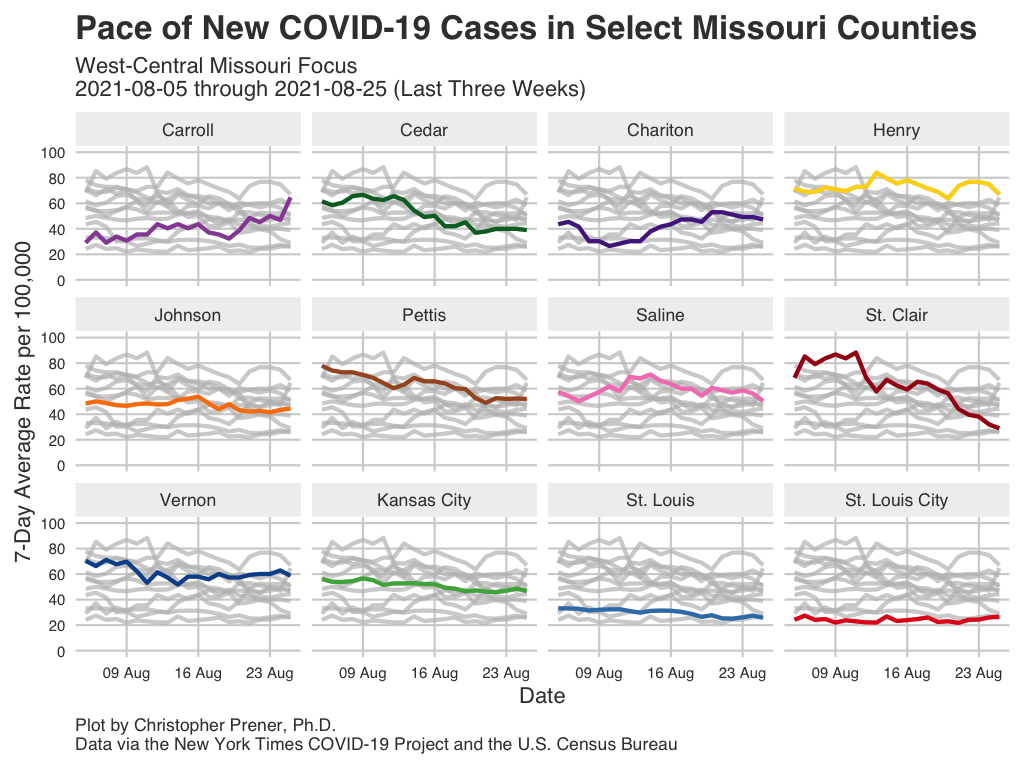 Pace of New COVID-19 Cases in Select Missouri Counties
West-Central Missouri Focus
2021-08-05 through 2021-08-25 (Last Three Weeks)
7-Day Average Rate per 100,000
Carroll Cedar Chariton Henry
100
80
60
40
20
0
Johnson Pettis Saline St. Clair
100
80
60
40
20
0
Vernon Kansas City St. Louis St. Louis City
100
80
60
40
20
0
09 Aug 16 Aug 23 Aug 09 Aug 16 Aug 23 Aug 09 Aug 16 Aug 23 Aug 09 Aug 16 Aug 23 Aug
Date
Plot by Christopher Prener, Ph.D.
Data via the New York Times COVID-19 Project and the U.S. Census Bureau